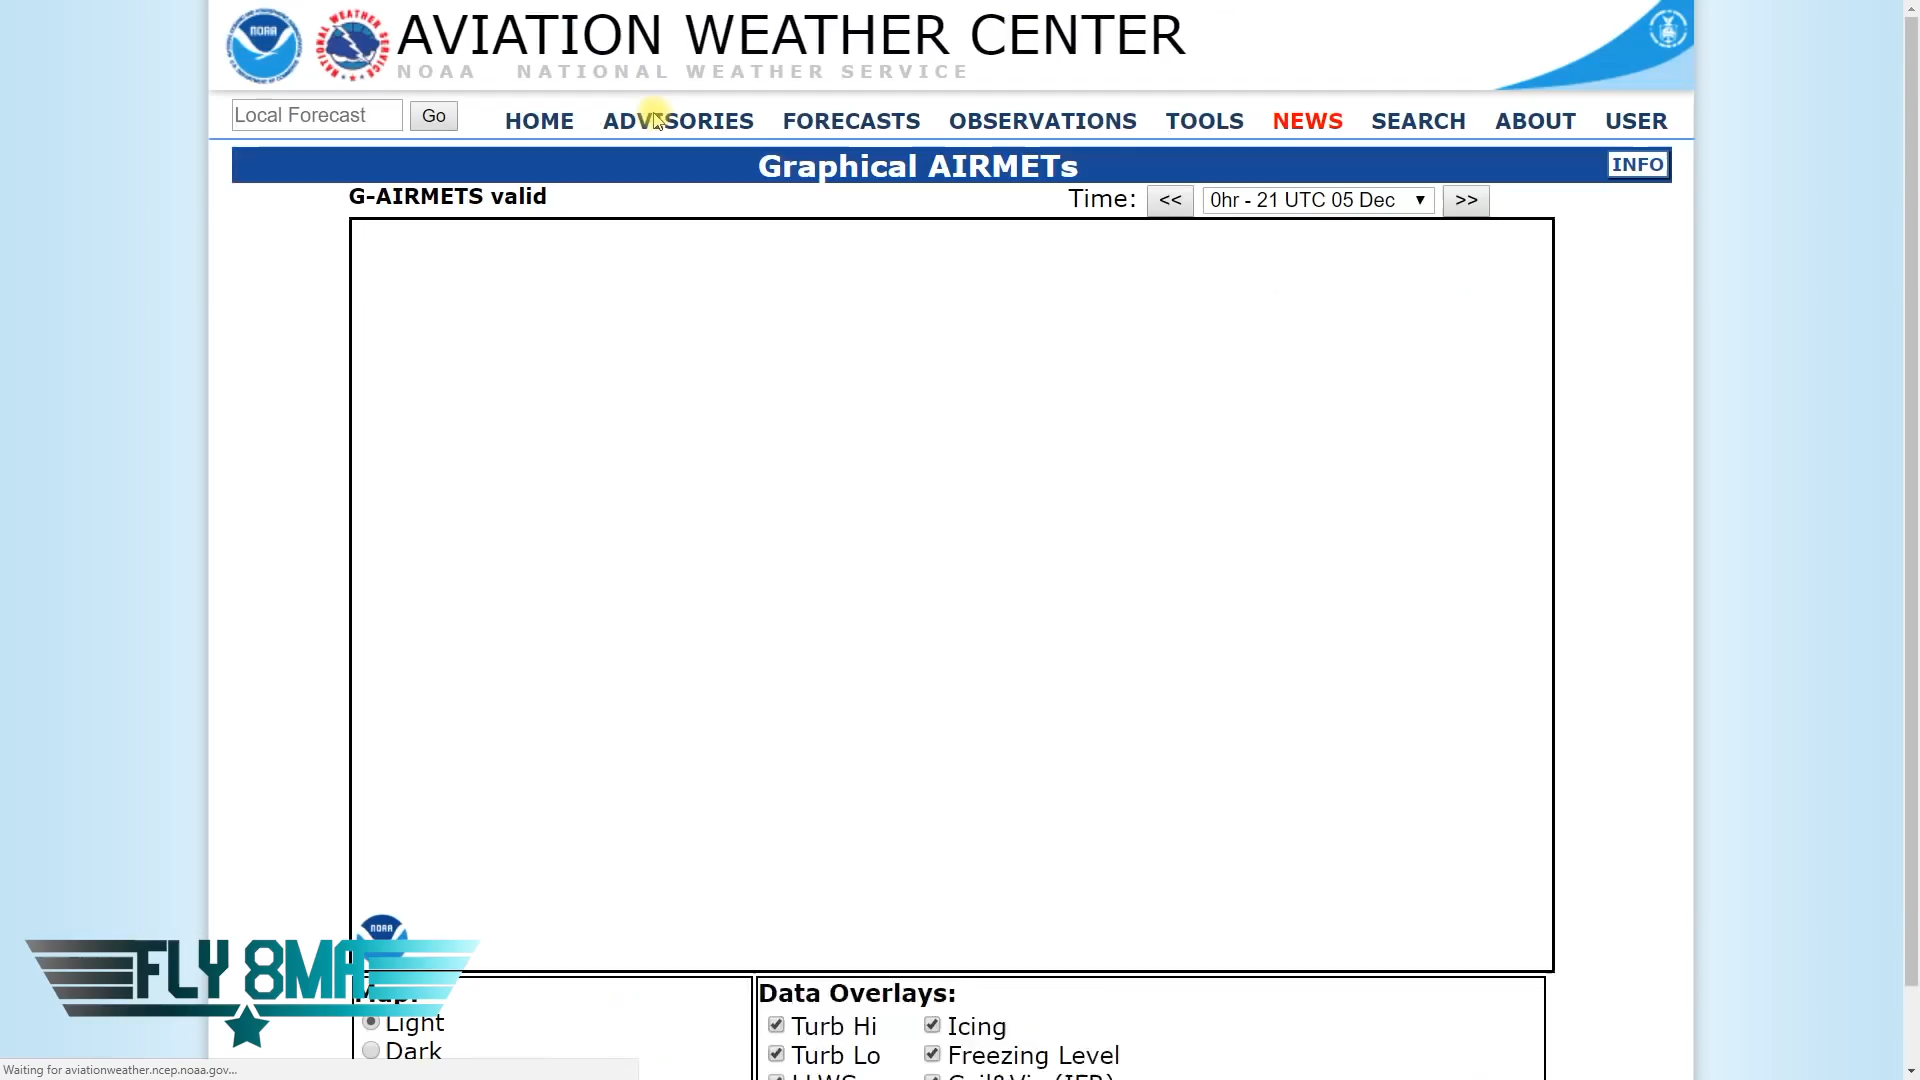 AVIATION WEATHER CENTER
NOAA NATIONAL WEATHER SERVICE
Local Forecast Go HOME ADVISORIES FORECASTS OBSERVATIONS TOOLS NEWS SEARCH ABOUT USER
Graphical AIRMETs INFO
G-AIRMETS valid Time: << 0hr - 21 UTC 05 Dec >>
NOAA
FLY 8MA
Map: Data Overlays:
Light Turb Hi Icing
Dark Turb Lo Freezing Level
Waiting for aviationweather.ncep.noaa.gov...